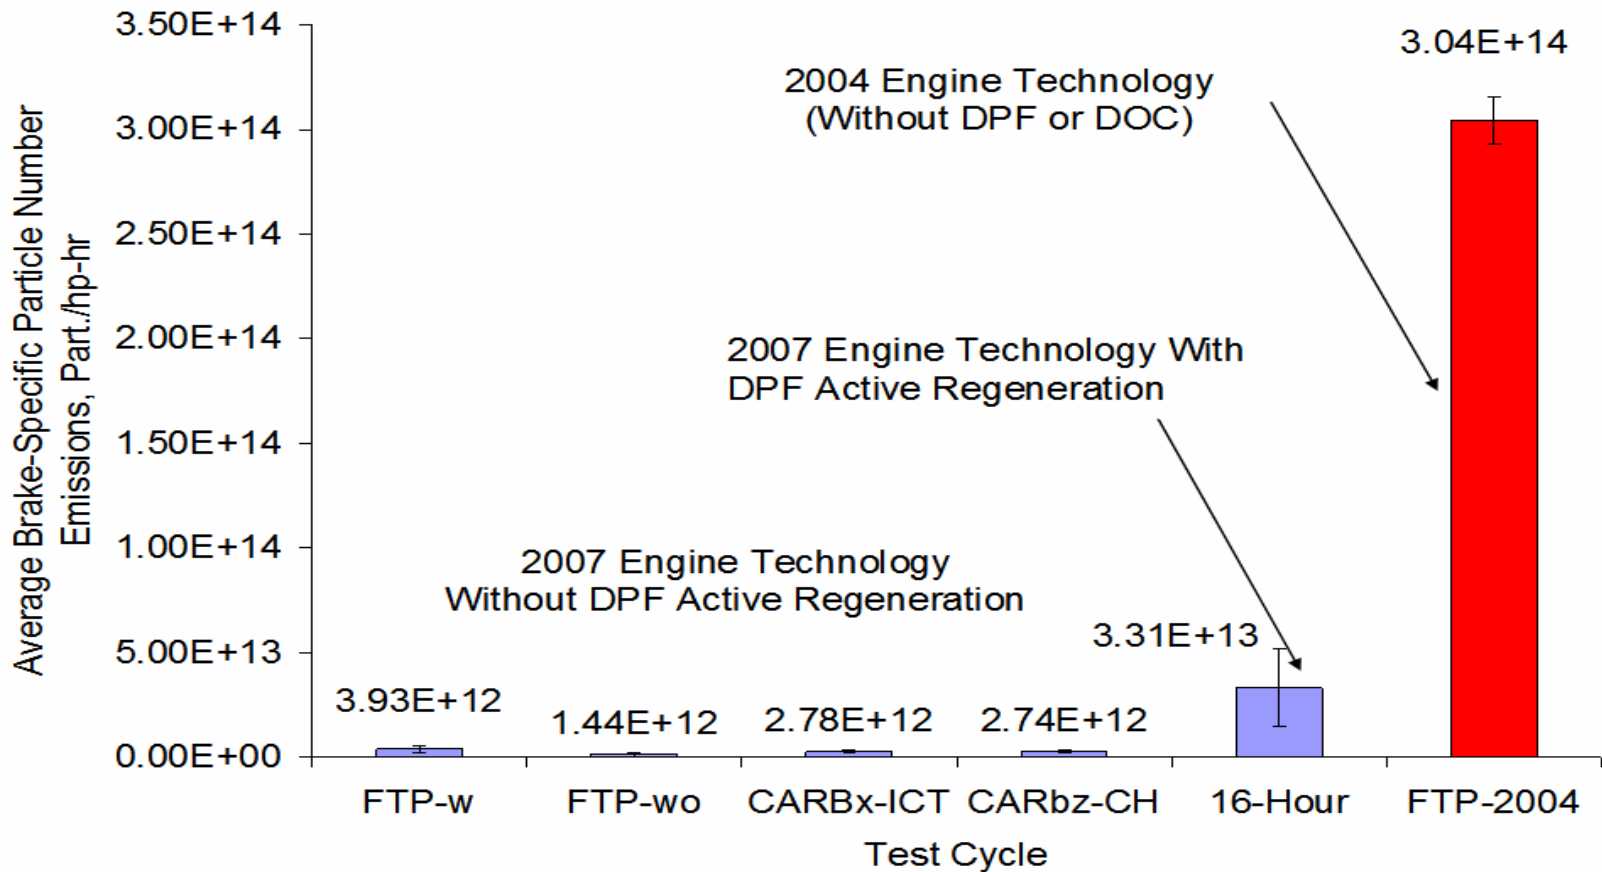 Average Brake-Specific Particle Number
Emissions, Part./hp-hr
3.50E+14
3.00E+14
2.50E+14
2.00E+14
1.50E+14
1.00E+14
5.00E+13
0.00E+00
3.04E+14
2004 Engine Technology
(Without DPF or DOC)
2007 Engine Technology With
DPF Active Regeneration
2007 Engine Technology
Without DPF Active Regeneration
3.93E+12
1.44E+12
2.78E+12
2.74E+12
3.31E+13
FTP-w
FTP-wo
CARBx-ICT
CARbz-CH
16-Hour
FTP-2004
Test Cycle